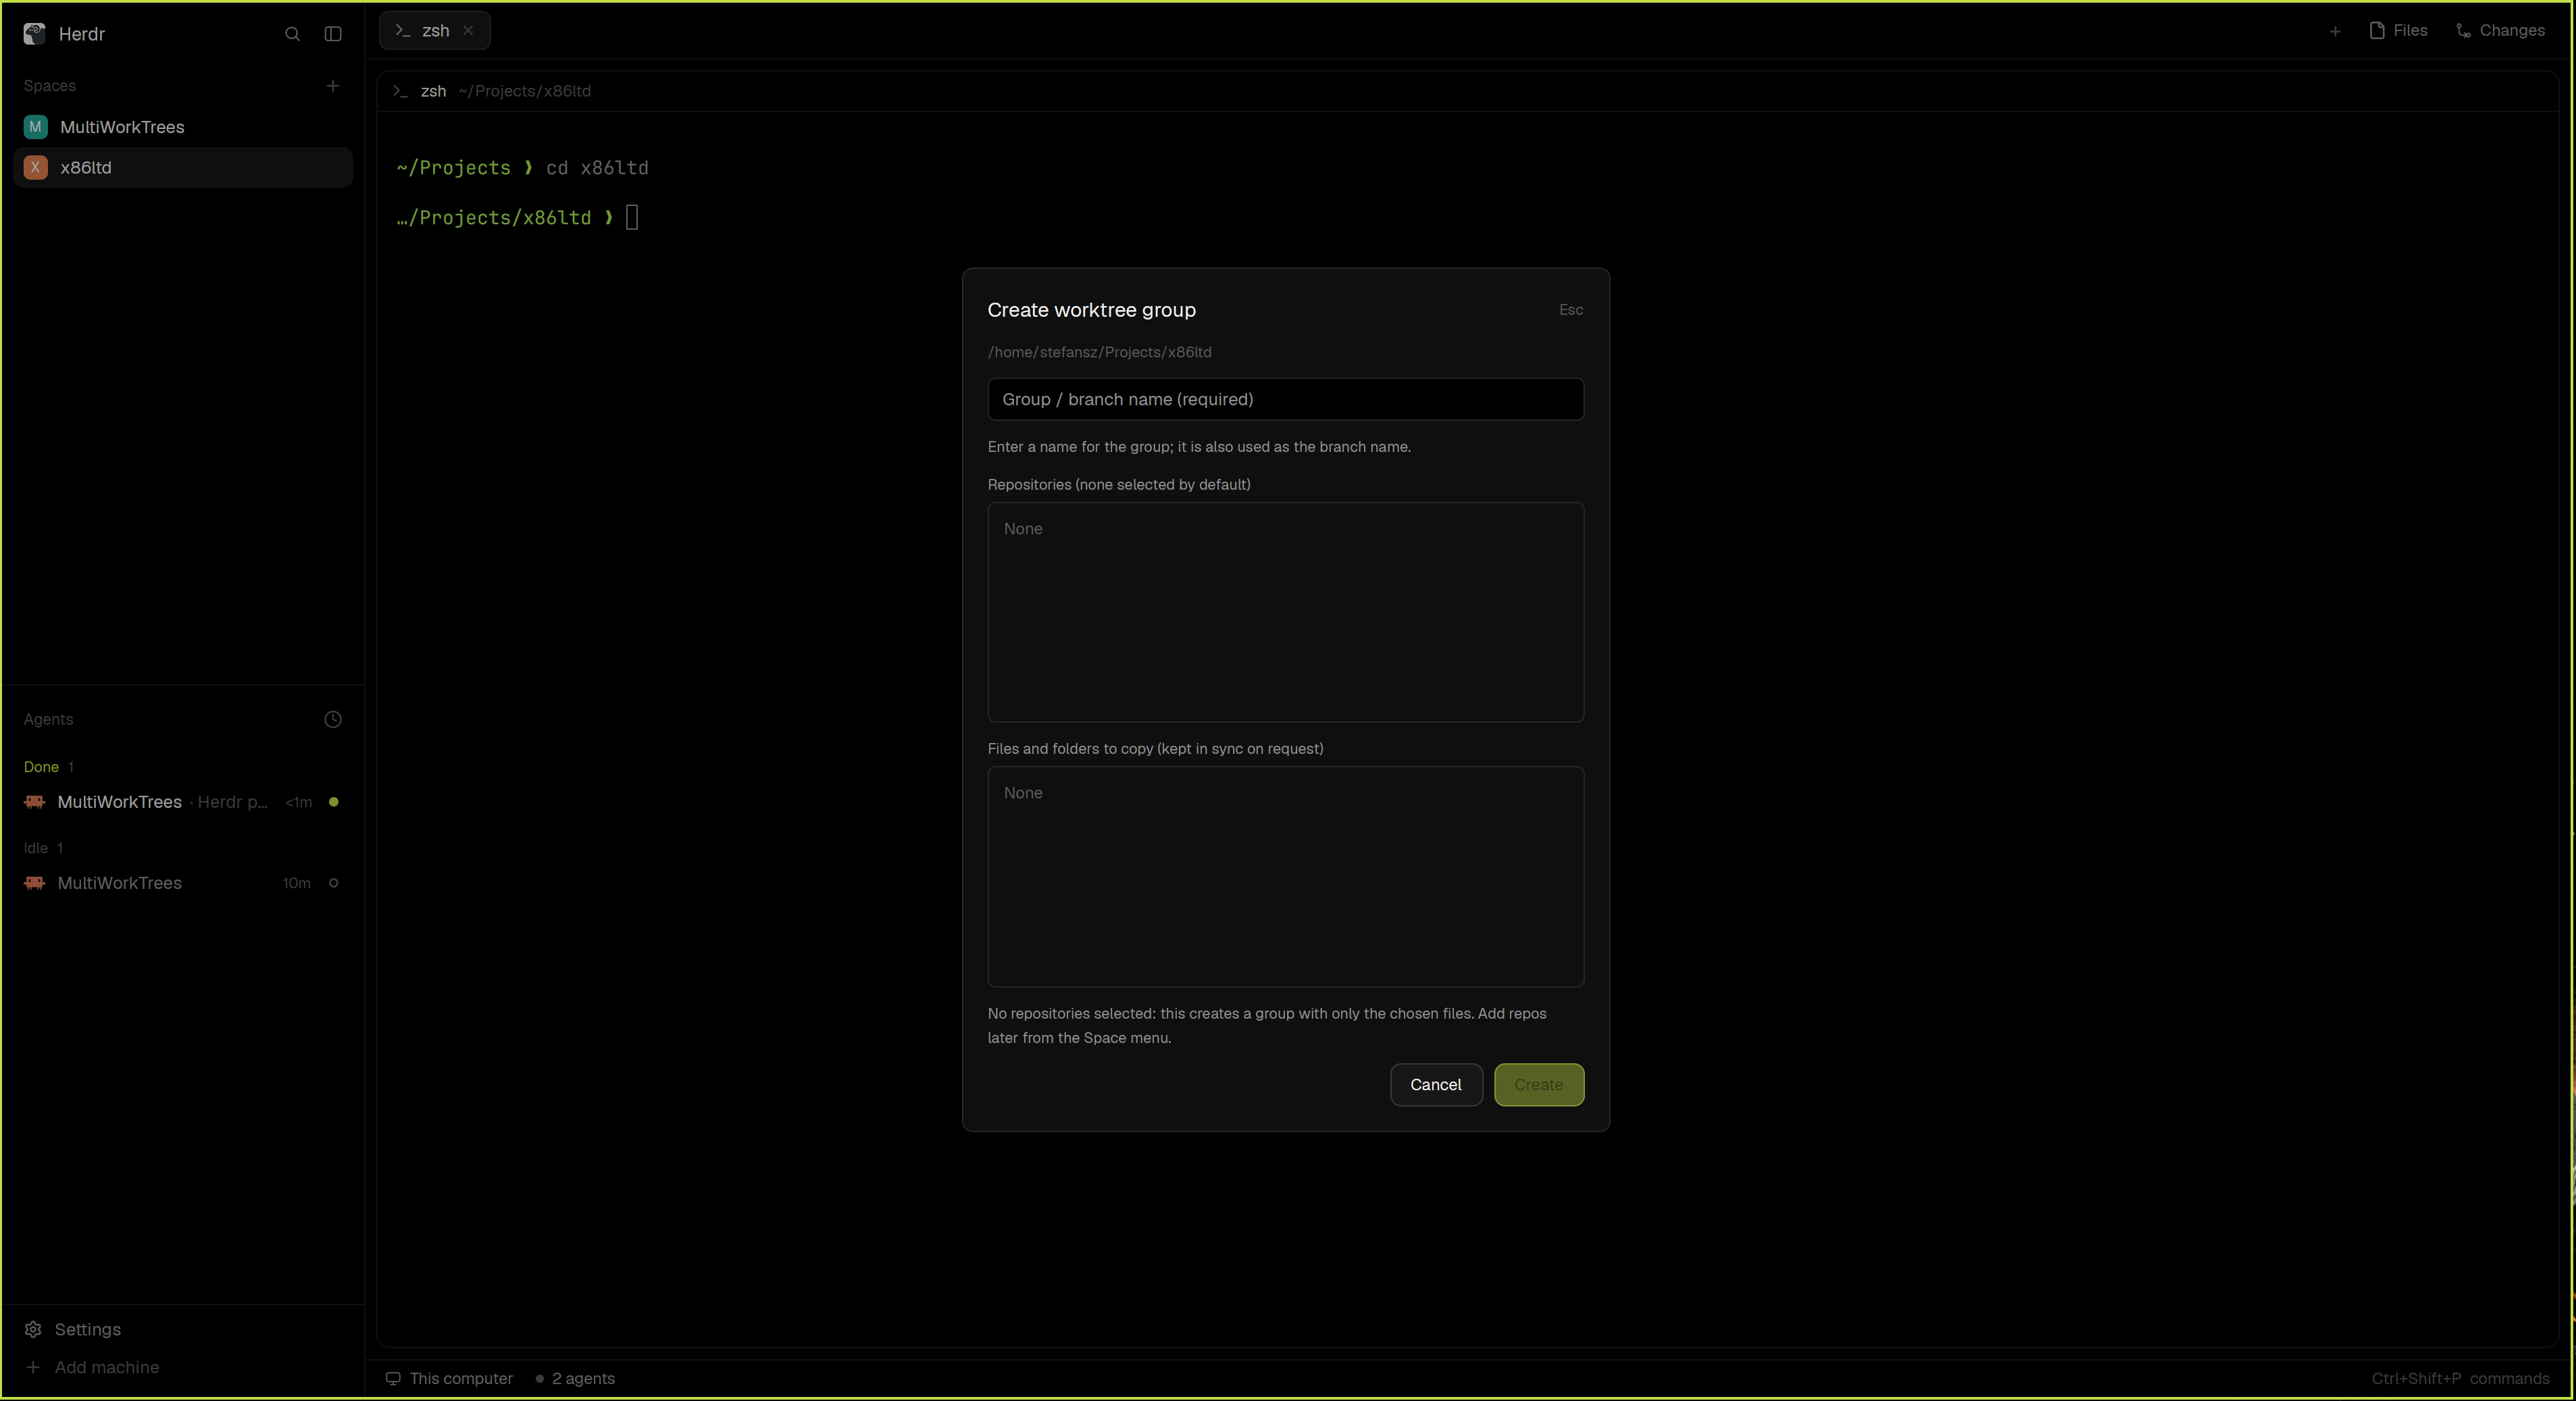 Herdr
Spaces
M MultiWorkTrees
X x86ltd
Agents
Done 1
MultiWorkTrees · Herdr p... <1m
Idle 1
MultiWorkTrees 10m
Settings
Add machine
zsh
Files
Changes
zsh ~/Projects/x86ltd
~/Projects ❯ cd x86ltd
…/Projects/x86ltd ❯
Create worktree group
Esc
/home/stefansz/Projects/x86ltd
Group / branch name (required)
Enter a name for the group; it is also used as the branch name.
Repositories (none selected by default)
None
Files and folders to copy (kept in sync on request)
None
No repositories selected: this creates a group with only the chosen files. Add repos
later from the Space menu.
Cancel
Create
This computer
2 agents
Ctrl+Shift+P commands